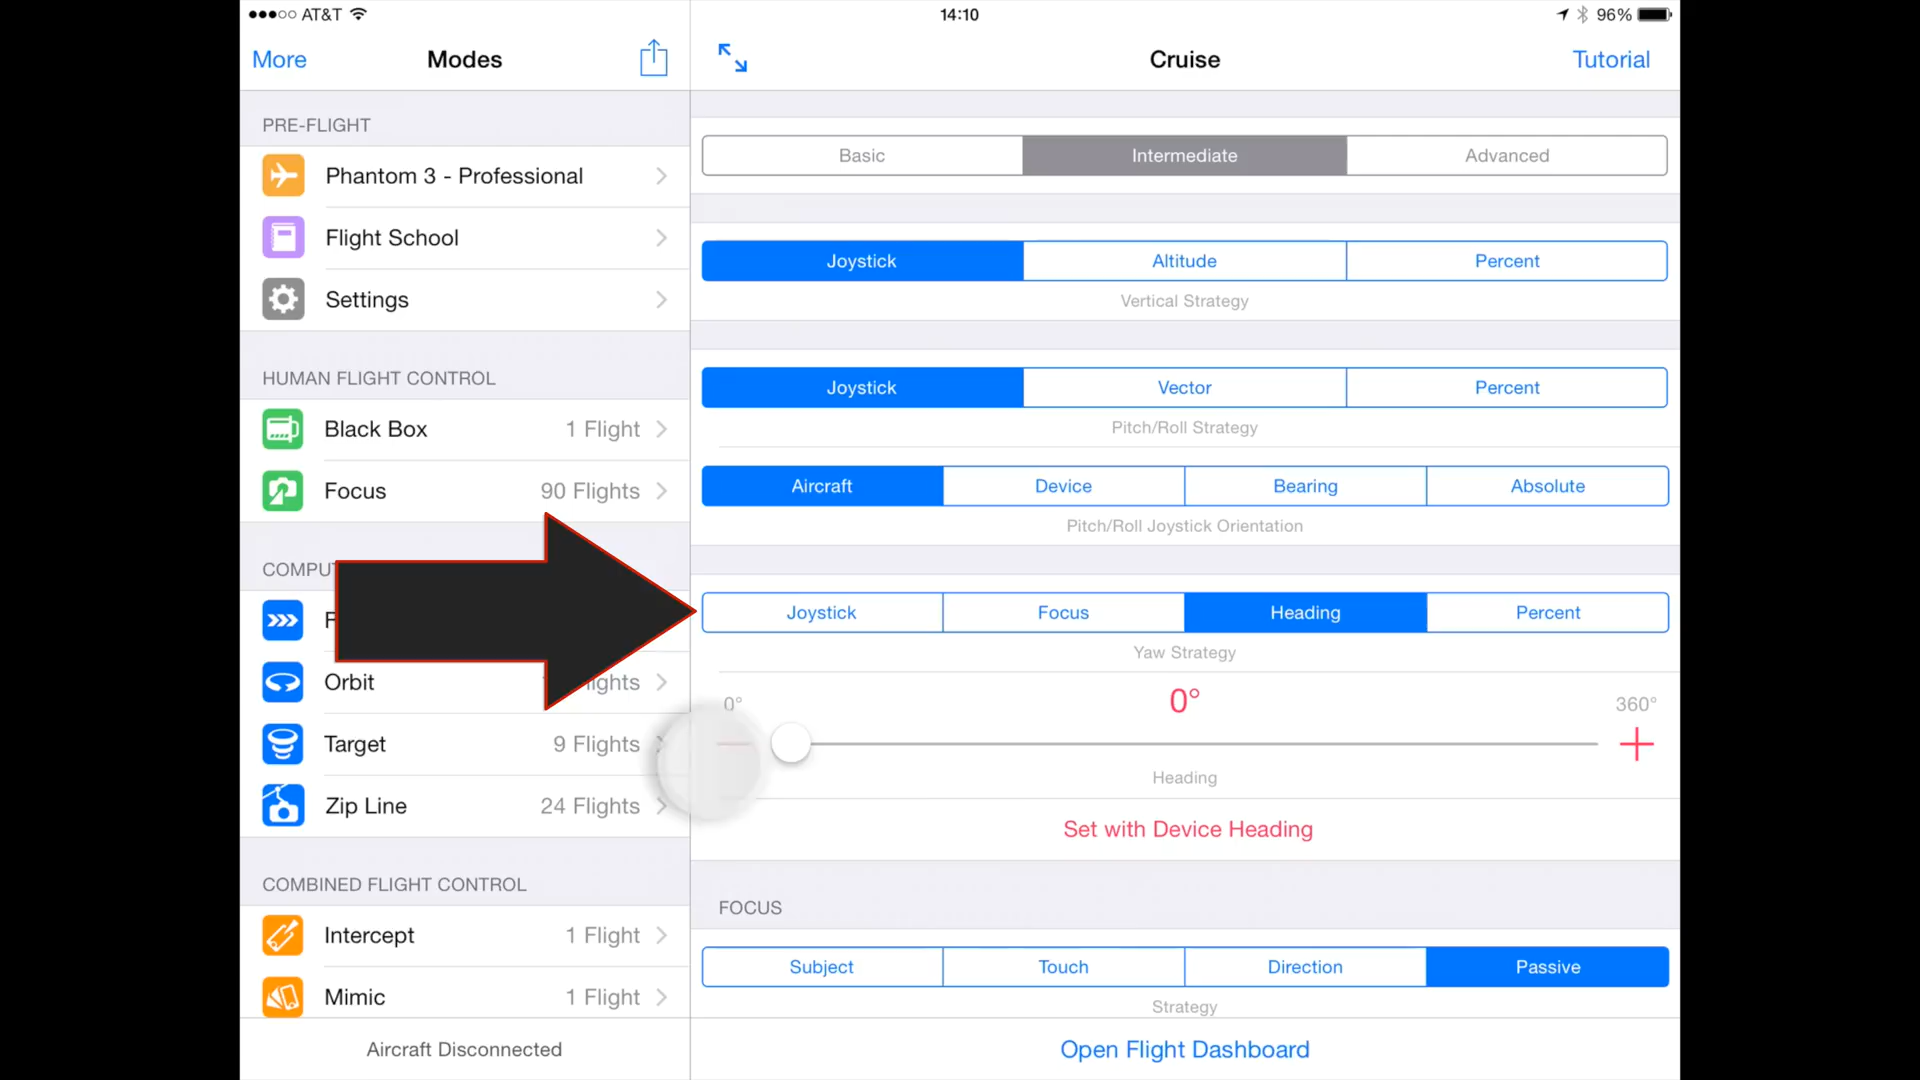 AT&T 14:10 96%
More Modes Cruise Tutorial
PRE-FLIGHT
Phantom 3 - Professional
Flight School
Settings
HUMAN FLIGHT CONTROL
Black Box 1 Flight
Focus 90 Flights
Orbit
Target 9 Flights
Zip Line 24 Flights
COMBINED FLIGHT CONTROL
Intercept 1 Flight
Mimic 1 Flight
Aircraft Disconnected
Basic Intermediate Advanced
Joystick Altitude Percent
Vertical Strategy
Joystick Vector Percent
Pitch/Roll Strategy
Aircraft Device Bearing Absolute
Pitch/Roll Joystick Orientation
Joystick Focus Heading Percent
Yaw Strategy
0° 0° 360°
Heading
Set with Device Heading
FOCUS
Subject Touch Direction Passive
Strategy
Open Flight Dashboard